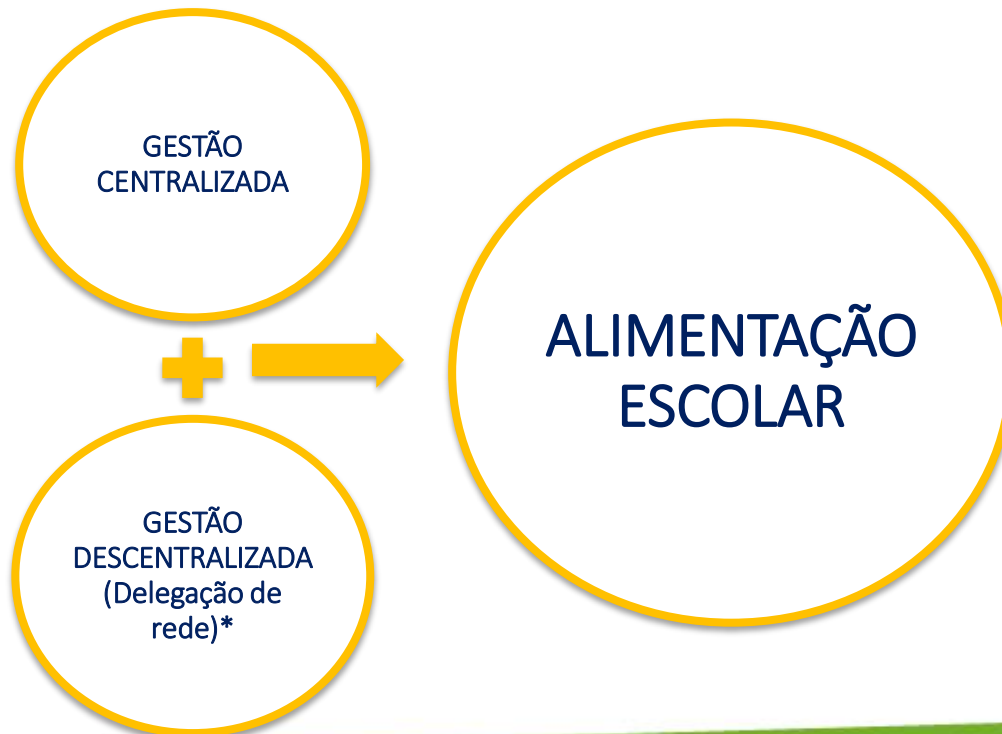 GESTÃO
CENTRALIZADA
ALIMENTAÇÃO
ESCOLAR
GESTÃO
DESCENTRALIZADA
(Delegação de
rede)*